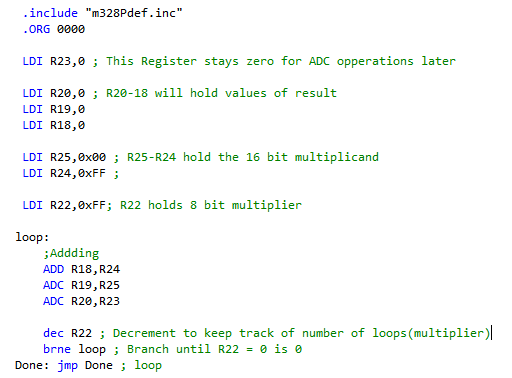 .include "m328Pdef.inc"
.ORG 0000
LDI R23,0 ; This Register stays zero for ADC opperations later
LDI R20,0 ; R20-18 will hold values of result
LDI R19,0
LDI R18,0
LDI R25,0x00 ; R25-R24 hold the 16 bit multiplicand
LDI R24,0xFF ;
LDI R22,0xFF; R22 holds 8 bit multiplier
loop:
;Addding
ADD R18,R24
ADC R19,R25
ADC R20,R23
dec R22 ; Decrement to keep track of number of loops(multiplier)
brne loop ; Branch until R22 = 0 is 0
Done: jmp Done ; loop